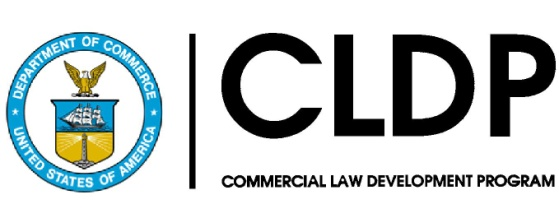 DEPARTMENT OF COMMERCE
UNITED STATES OF AMERICA
CLDP
COMMERCIAL LAW DEVELOPMENT PROGRAM